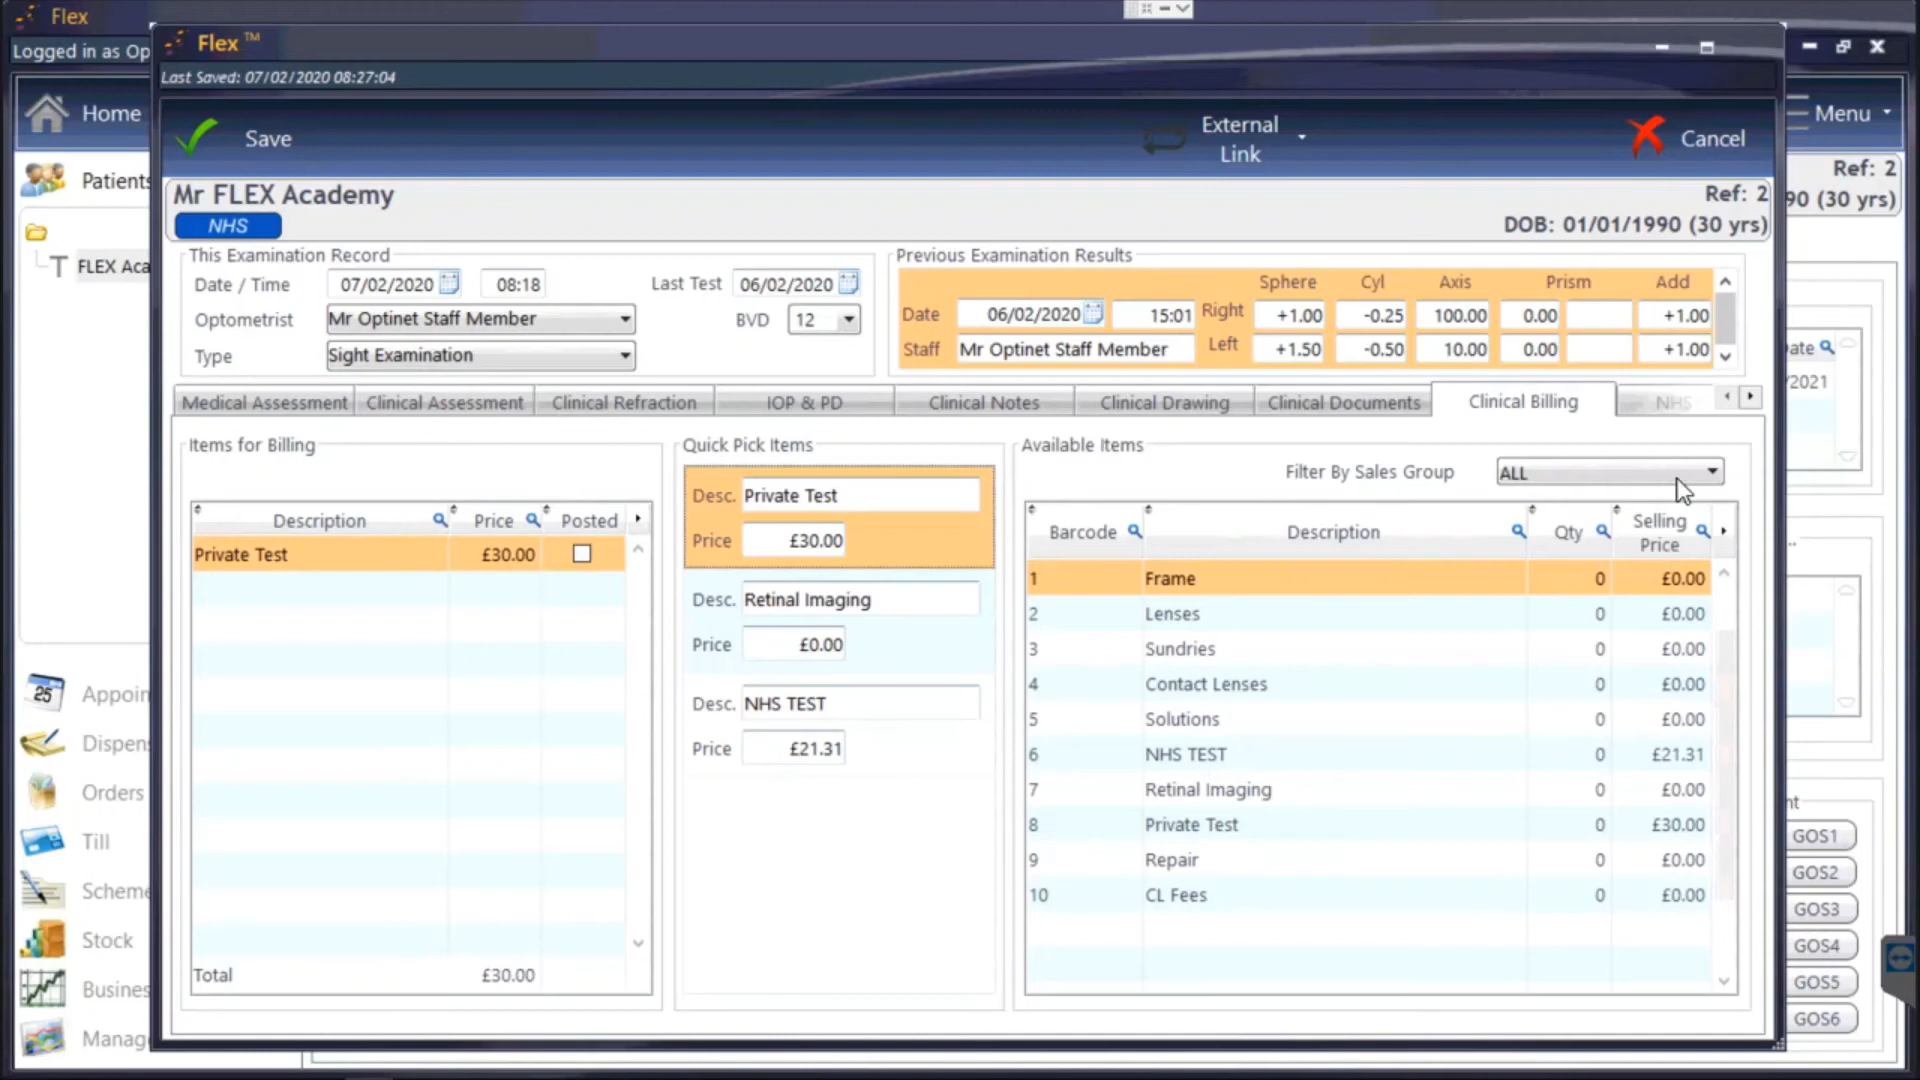 Flex
Logged in as Op
Home
Patients
FLEX Aca
25
Appoin
Dispen
Orders
Till
Scheme
Stock
Busines
Manag
Menu
Ref: 2
90 (30 yrs)
ate
/2021
nt
GOS1
GOS2
GOS3
GOS4
GOS5
GOS6
Flex ™
Last Saved: 07/02/2020 08:27:04
Save
External
Link
Cancel
Mr FLEX Academy
Ref: 2
NHS
DOB: 01/01/1990 (30 yrs)
This Examination Record
Date / Time 07/02/2020 08:18 Last Test 06/02/2020
Optometrist Mr Optinet Staff Member BVD 12
Type Sight Examination
Previous Examination Results
Sphere Cyl Axis Prism Add
Date 06/02/2020 15:01 Right +1.00 -0.25 100.00 0.00 +1.00
Staff Mr Optinet Staff Member Left +1.50 -0.50 10.00 0.00 +1.00
Medical Assessment Clinical Assessment Clinical Refraction IOP & PD Clinical Notes Clinical Drawing Clinical Documents Clinical Billing NHS
Items for Billing
Description Price Posted
Private Test £30.00
Total £30.00
Quick Pick Items
Desc. Private Test
Price £30.00
Desc. Retinal Imaging
Price £0.00
Desc. NHS TEST
Price £21.31
Available Items
Filter By Sales Group ALL
Barcode Description Qty Selling Price
1 Frame 0 £0.00
2 Lenses 0 £0.00
3 Sundries 0 £0.00
4 Contact Lenses 0 £0.00
5 Solutions 0 £0.00
6 NHS TEST 0 £21.31
7 Retinal Imaging 0 £0.00
8 Private Test 0 £30.00
9 Repair 0 £0.00
10 CL Fees 0 £0.00